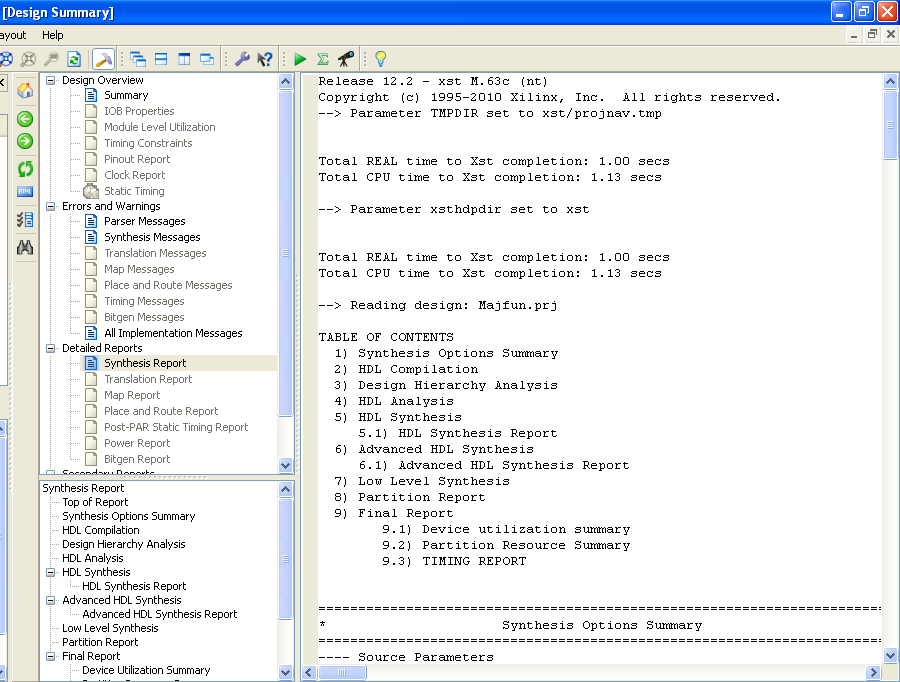 [Design Summary]
ayout Help
Design Overview
Summary
IOB Properties
Module Level Utilization
Timing Constraints
Pinout Report
Clock Report
Static Timing
Errors and Warnings
Parser Messages
Synthesis Messages
Translation Messages
Map Messages
Place and Route Messages
Timing Messages
Bitgen Messages
All Implementation Messages
Detailed Reports
Synthesis Report
Translation Report
Map Report
Place and Route Report
Post-PAR Static Timing Report
Power Report
Bitgen Report
Secondary Reports
Synthesis Report
Top of Report
Synthesis Options Summary
HDL Compilation
Design Hierarchy Analysis
HDL Analysis
HDL Synthesis
HDL Synthesis Report
Advanced HDL Synthesis
Advanced HDL Synthesis Report
Low Level Synthesis
Partition Report
Final Report
Device Utilization Summary
Release 12.2 - xst M.63c (nt)
Copyright (c) 1995-2010 Xilinx, Inc.  All rights reserved.
--> Parameter TMPDIR set to xst/projnav.tmp
Total REAL time to Xst completion: 1.00 secs
Total CPU time to Xst completion: 1.13 secs
--> Parameter xsthdpdir set to xst
Total REAL time to Xst completion: 1.00 secs
Total CPU time to Xst completion: 1.13 secs
--> Reading design: Majfun.prj
TABLE OF CONTENTS
1) Synthesis Options Summary
2) HDL Compilation
3) Design Hierarchy Analysis
4) HDL Analysis
5) HDL Synthesis
5.1) HDL Synthesis Report
6) Advanced HDL Synthesis
6.1) Advanced HDL Synthesis Report
7) Low Level Synthesis
8) Partition Report
9) Final Report
9.1) Device utilization summary
9.2) Partition Resource Summary
9.3) TIMING REPORT
=========================================================================
* Synthesis Options Summary
=========================================================================
---- Source Parameters